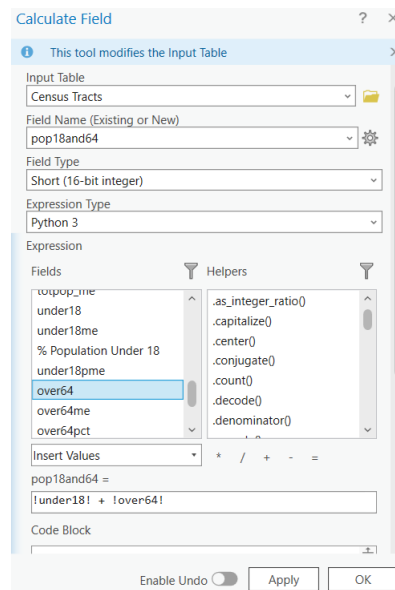 Calculate Field ? ×
This tool modifies the Input Table
Input Table
Census Tracts
Field Name (Existing or New)
pop18and64
Field Type
Short (16-bit integer)
Expression Type
Python 3
Expression
Fields Helpers
totpop_me .as_integer_ratio()
under18 .capitalize()
under18me .center()
% Population Under 18 .conjugate()
under18pme .count()
over64 .decode()
over64me .denominator()
over64pct
Insert Values * / + - =
pop18and64 =
!under18! + !over64!
Code Block
Enable Undo Apply OK